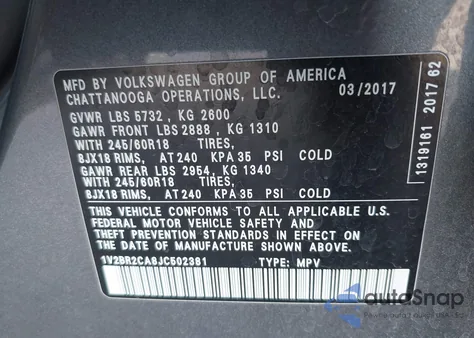 MFD BY VOLKSWAGEN GROUP OF AMERICA
CHATTANOOGA OPERATIONS, LLC. 03/2017
GVWR LBS 5732 , KG 2600
GAWR FRONT LBS 2888 , KG 1310
WITH 245/60R18 TIRES,
BJX18 RIMS, AT 240 KPA 35 PSI COLD
GAWR REAR LBS 2954, KG 1340
WITH 245/60R18 TIRES,
BJX18 RIMS, AT 240 KPA 35 PSI COLD
THIS VEHICLE CONFORMS TO ALL APPLICABLE U.S.
FEDERAL MOTOR VEHICLE SAFETY, BUMPER, AND
THEFT PREVENTION STANDARDS IN EFFECT ON THE
DATE OF MANUFACTURE SHOWN ABOVE.
1V2BR2CA8JC502381 TYPE: MPV
1319161 2017 62
autoSnap